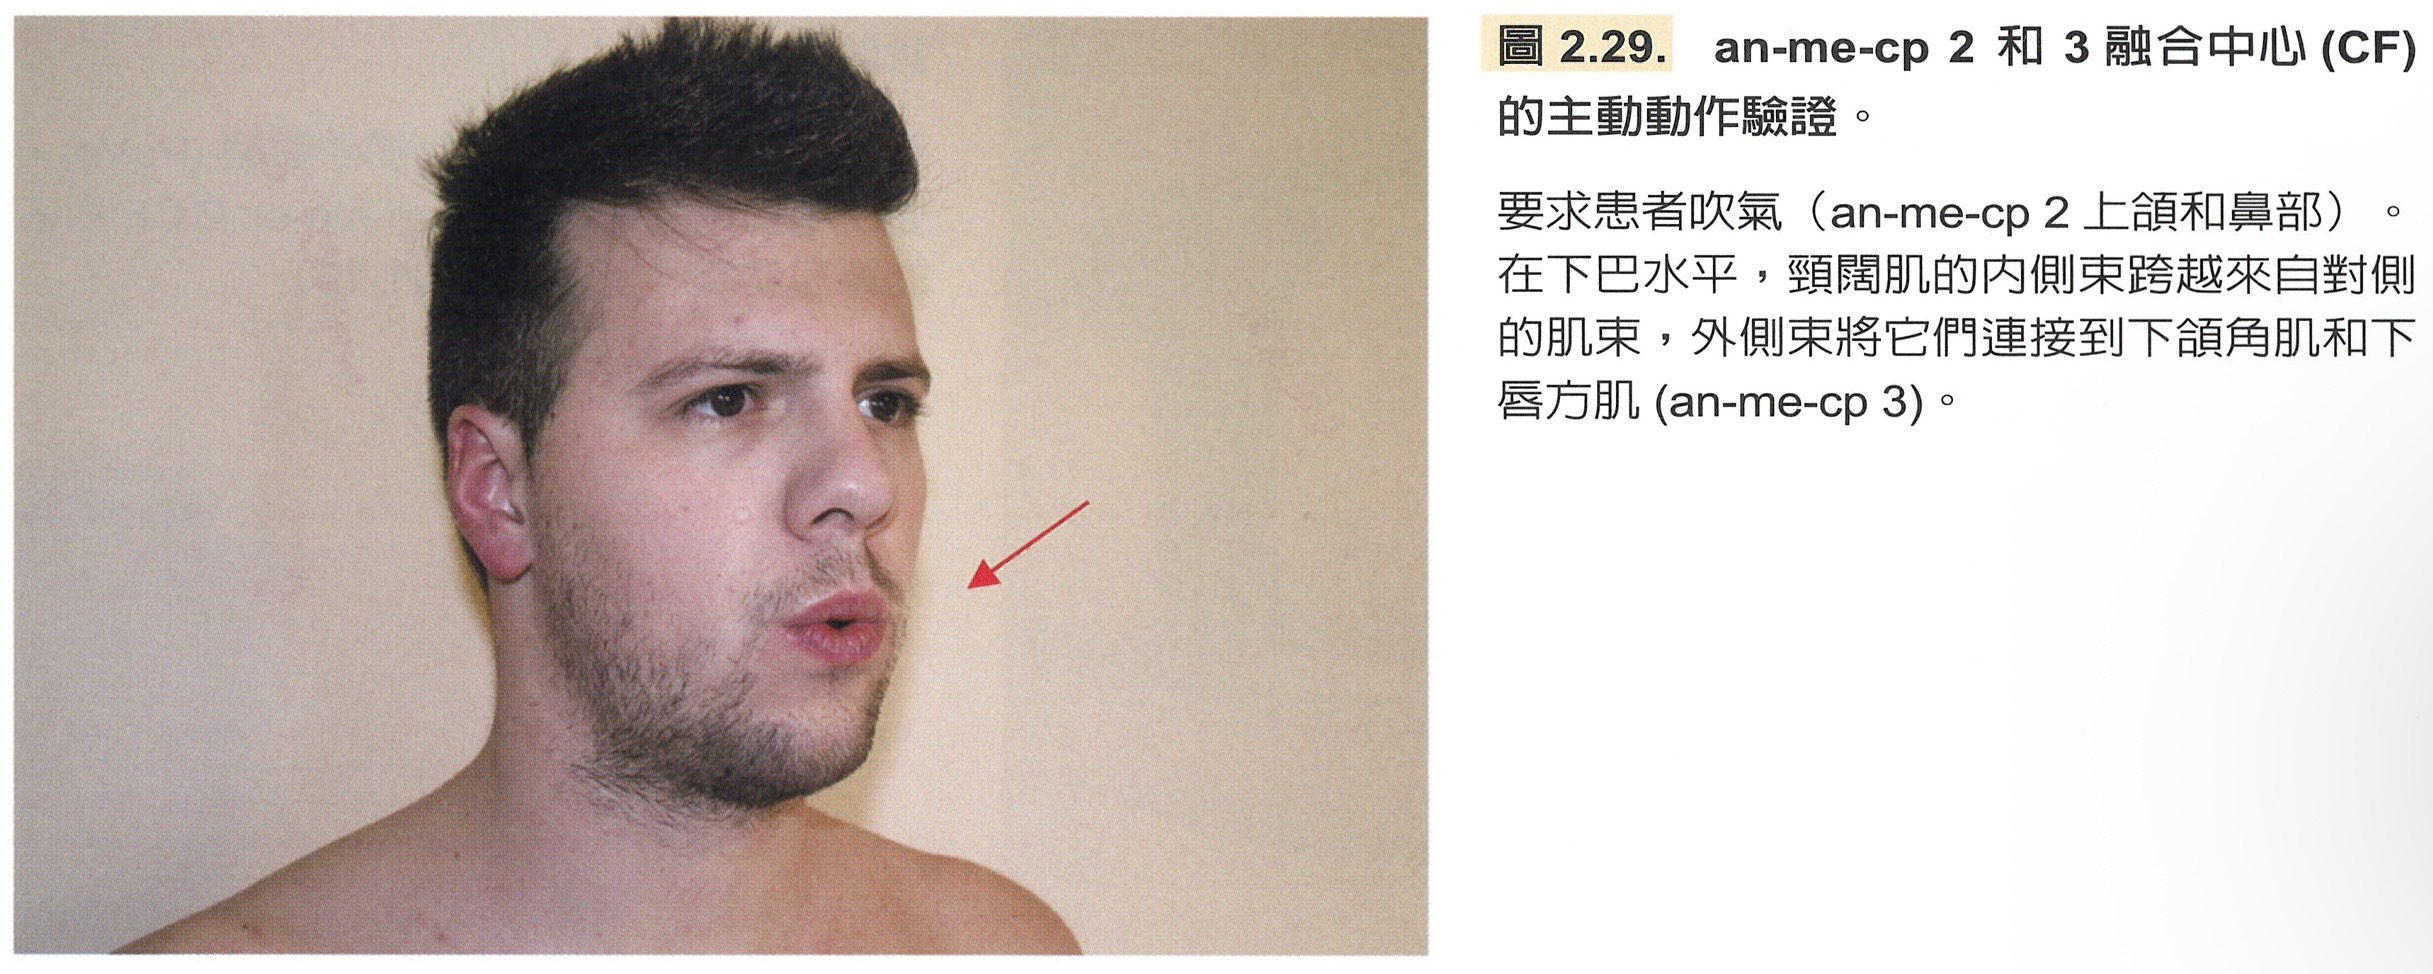 圖 2.29. an-me-cp 2 和 3 融合中心 (CF)
的主動動作驗證。
要求患者吹氣（an-me-cp 2 上頜和鼻部）。
在下巴水平，頸闊肌的內側束跨越來自對側
的肌束，外側束將它們連接到下頜角肌和下
唇方肌 (an-me-cp 3)。